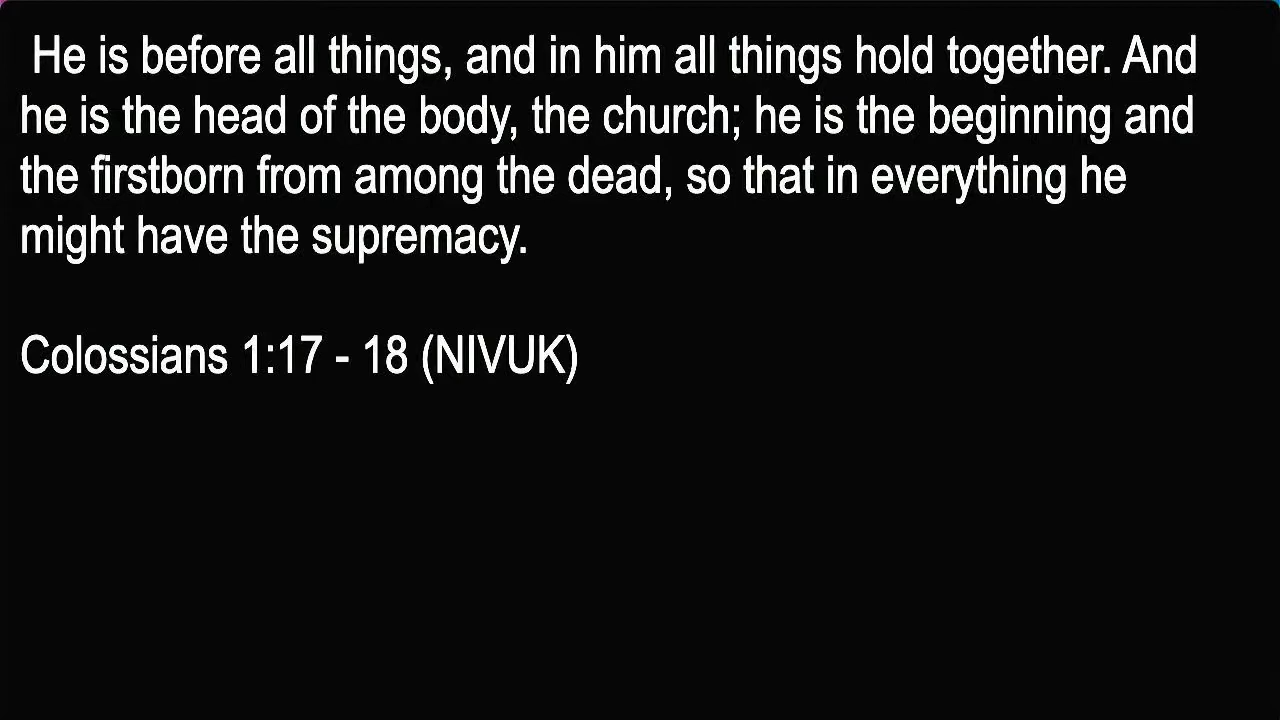 He is before all things, and in him all things hold together. And
he is the head of the body, the church; he is the beginning and
the firstborn from among the dead, so that in everything he
might have the supremacy.
Colossians 1:17 - 18 (NIVUK)